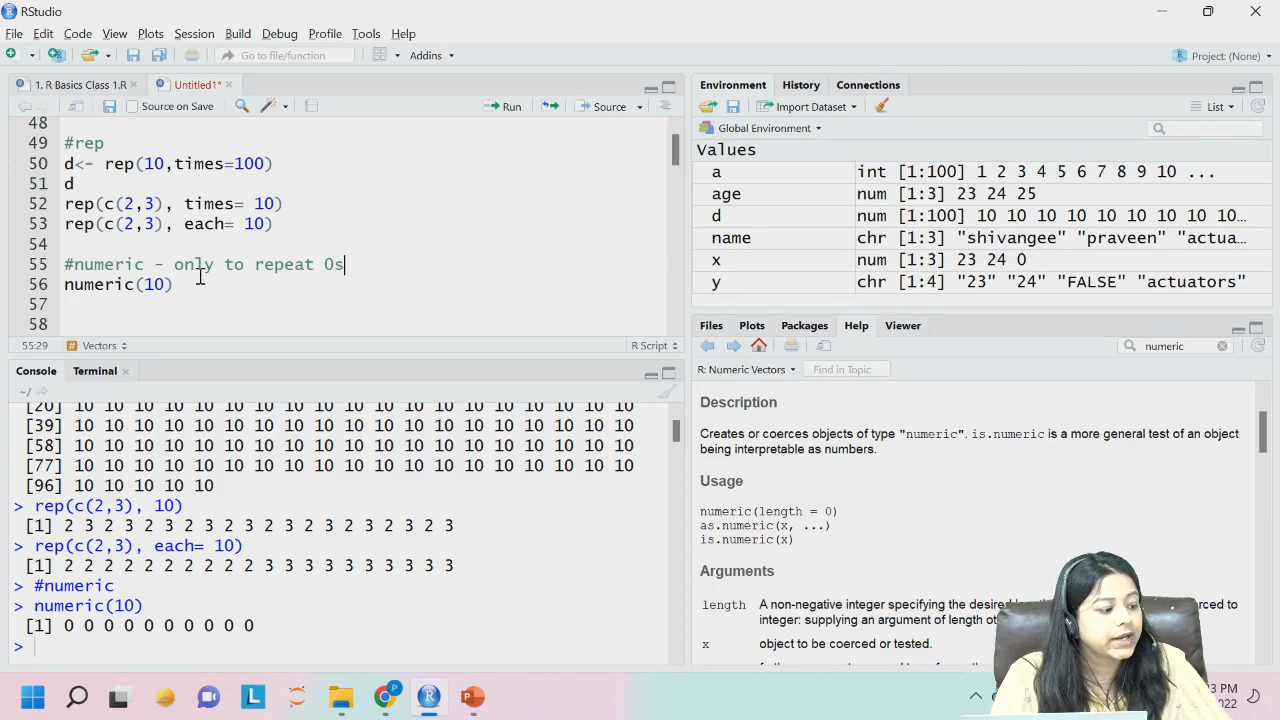 RStudio
File Edit Code View Plots Session Build Debug Profile Tools Help
Go to file/function Addins Project: (None)
1. R Basics Class 1.R Untitled1*
Source on Save Run Source
48
49 #rep
50 d<- rep(10,times=100)
51 d
52 rep(c(2,3), times= 10)
53 rep(c(2,3), each= 10)
54
55 #numeric - only to repeat 0s
56 numeric(10)
57
58
55:29 # Vectors R Script
Console Terminal
~/
[20] 10 10 10 10 10 10 10 10 10 10 10 10 10 10 10 10 10 10 10
[39] 10 10 10 10 10 10 10 10 10 10 10 10 10 10 10 10 10 10 10
[58] 10 10 10 10 10 10 10 10 10 10 10 10 10 10 10 10 10 10 10
[77] 10 10 10 10 10 10 10 10 10 10 10 10 10 10 10 10 10 10 10
[96] 10 10 10 10 10
> rep(c(2,3), 10)
[1] 2 3 2 3 2 3 2 3 2 3 2 3 2 3 2 3 2 3 2 3
> rep(c(2,3), each= 10)
[1] 2 2 2 2 2 2 2 2 2 2 3 3 3 3 3 3 3 3 3 3
> #numeric
> numeric(10)
[1] 0 0 0 0 0 0 0 0 0 0
>
Environment History Connections
Import Dataset List
Global Environment
Values
a int [1:100] 1 2 3 4 5 6 7 8 9 10 ...
age num [1:3] 23 24 25
d num [1:100] 10 10 10 10 10 10 10 10 10…
name chr [1:3] "shivangee" "praveen" "actua…
x num [1:3] 23 24 0
y chr [1:4] "23" "24" "FALSE" "actuators"
Files Plots Packages Help Viewer
numeric
R: Numeric Vectors Find in Topic
Description
Creates or coerces objects of type "numeric". is.numeric is a more general test of an object
being interpretable as numbers.
Usage
numeric(length = 0)
as.numeric(x, ...)
is.numeric(x)
Arguments
length A non-negative integer specifying the desired
integer: supplying an argument of length
x object to be coerced or tested.
L P R P
2022